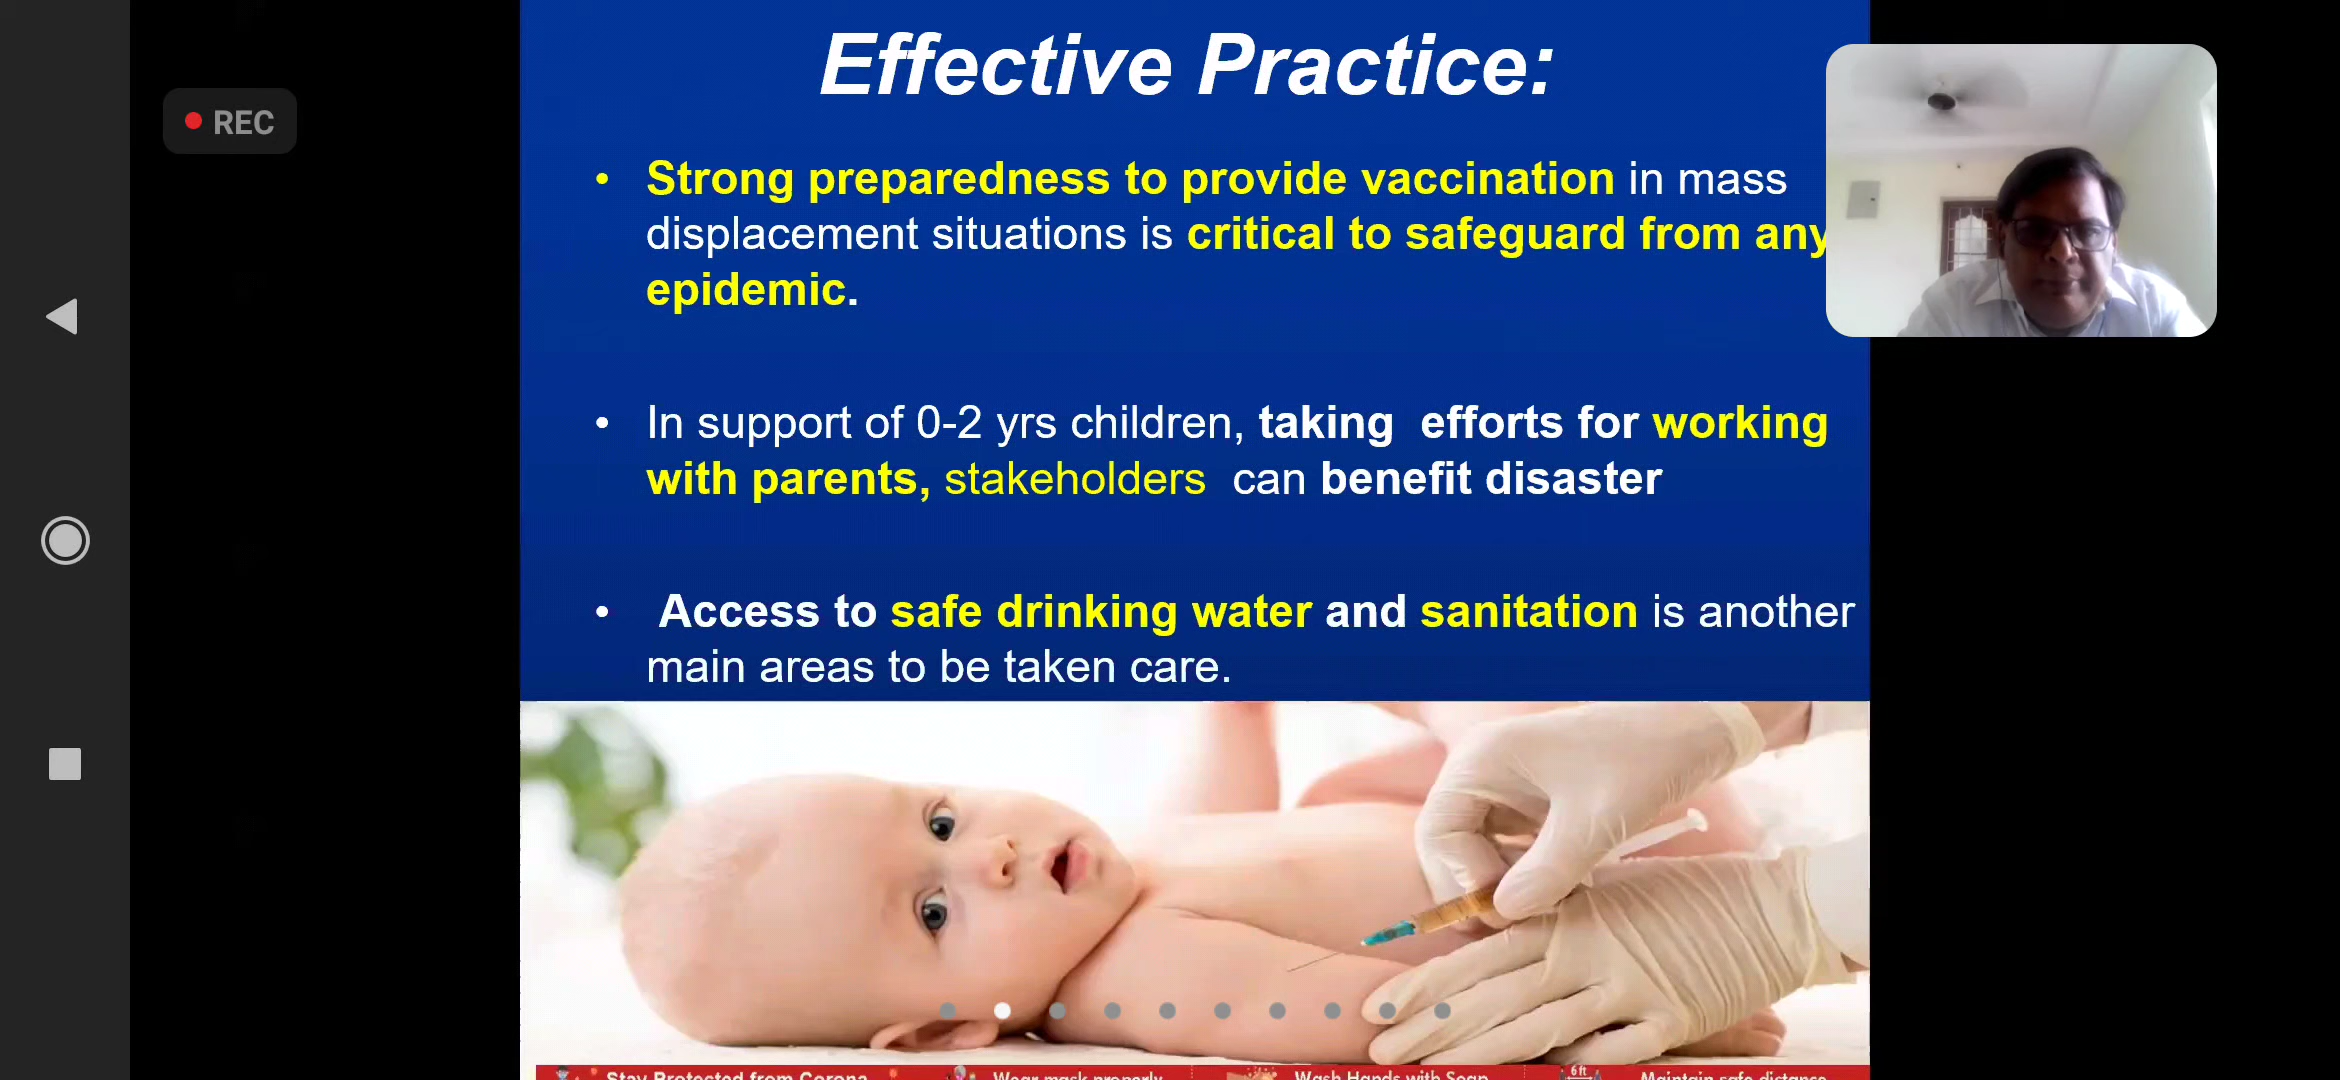 Effective Practice:
REC
• Strong preparedness to provide vaccination in mass
displacement situations is critical to safeguard from any
epidemic.
• In support of 0-2 yrs children, taking  efforts for working
with parents, stakeholders  can benefit disaster
• Access to safe drinking water and sanitation is another
main areas to be taken care.
Stay Protected from Corona Wear mask properly Wash Hands with Soap 6ft Maintain safe distance